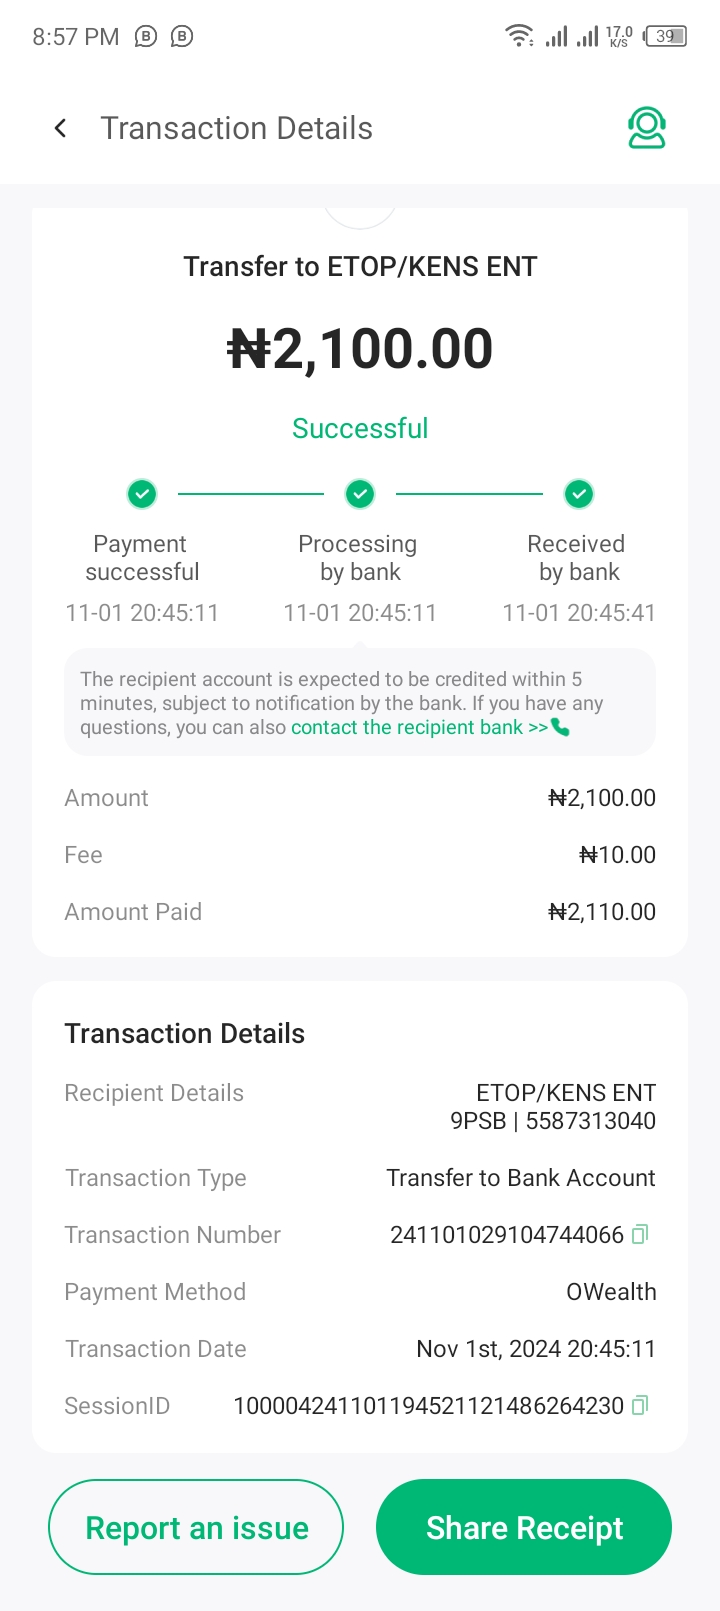 8:57 PM B B 17.0 K/S 39
Transaction Details
Transfer to ETOP/KENS ENT
₦2,100.00
Successful
Payment successful
Processing by bank
Received by bank
11-01 20:45:11
11-01 20:45:11
11-01 20:45:41
The recipient account is expected to be credited within 5
minutes, subject to notification by the bank. If you have any
questions, you can also contact the recipient bank >>
Amount ₦2,100.00
Fee ₦10.00
Amount Paid ₦2,110.00
Transaction Details
Recipient Details ETOP/KENS ENT
9PSB | 5587313040
Transaction Type Transfer to Bank Account
Transaction Number 241101029104744066
Payment Method OWealth
Transaction Date Nov 1st, 2024 20:45:11
SessionID 100004241101194521121486264230
Report an issue Share Receipt